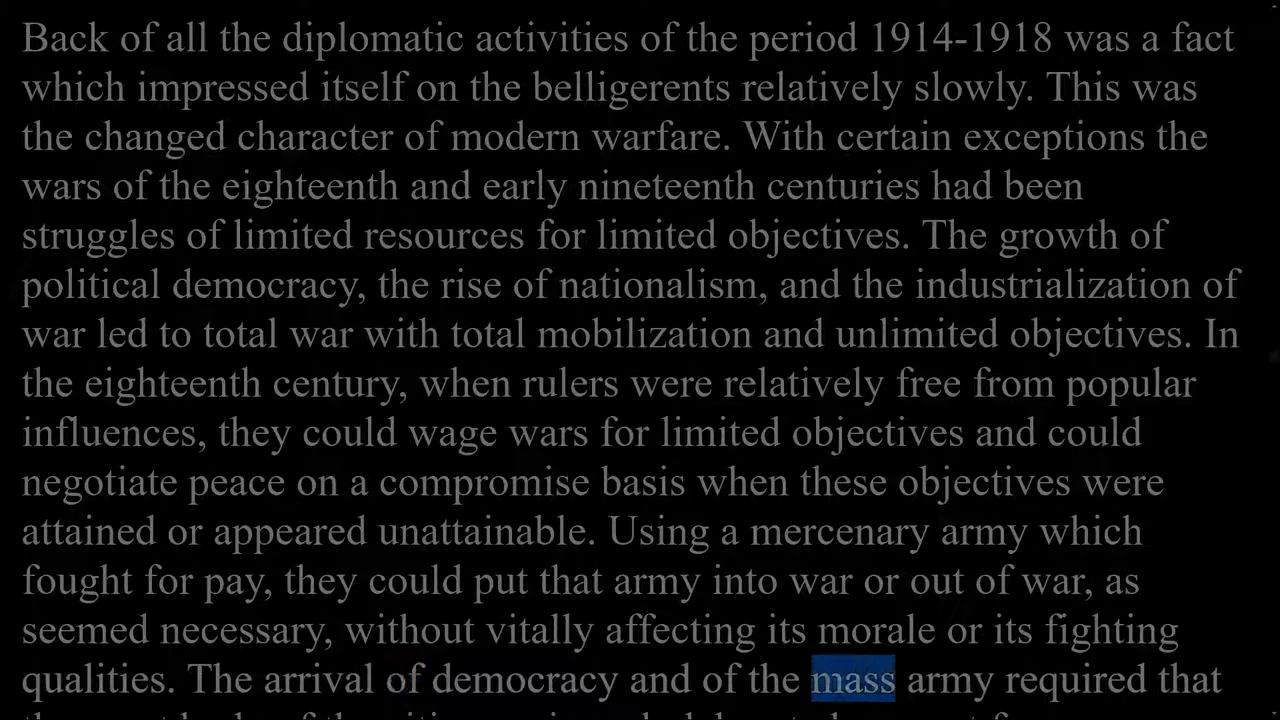 Back of all the diplomatic activities of the period 1914-1918 was a fact
which impressed itself on the belligerents relatively slowly. This was
the changed character of modern warfare. With certain exceptions the
wars of the eighteenth and early nineteenth centuries had been
struggles of limited resources for limited objectives. The growth of
political democracy, the rise of nationalism, and the industrialization of
war led to total war with total mobilization and unlimited objectives. In
the eighteenth century, when rulers were relatively free from popular
influences, they could wage wars for limited objectives and could
negotiate peace on a compromise basis when these objectives were
attained or appeared unattainable. Using a mercenary army which
fought for pay, they could put that army into war or out of war, as
seemed necessary, without vitally affecting its morale or its fighting
qualities. The arrival of democracy and of the mass army required that